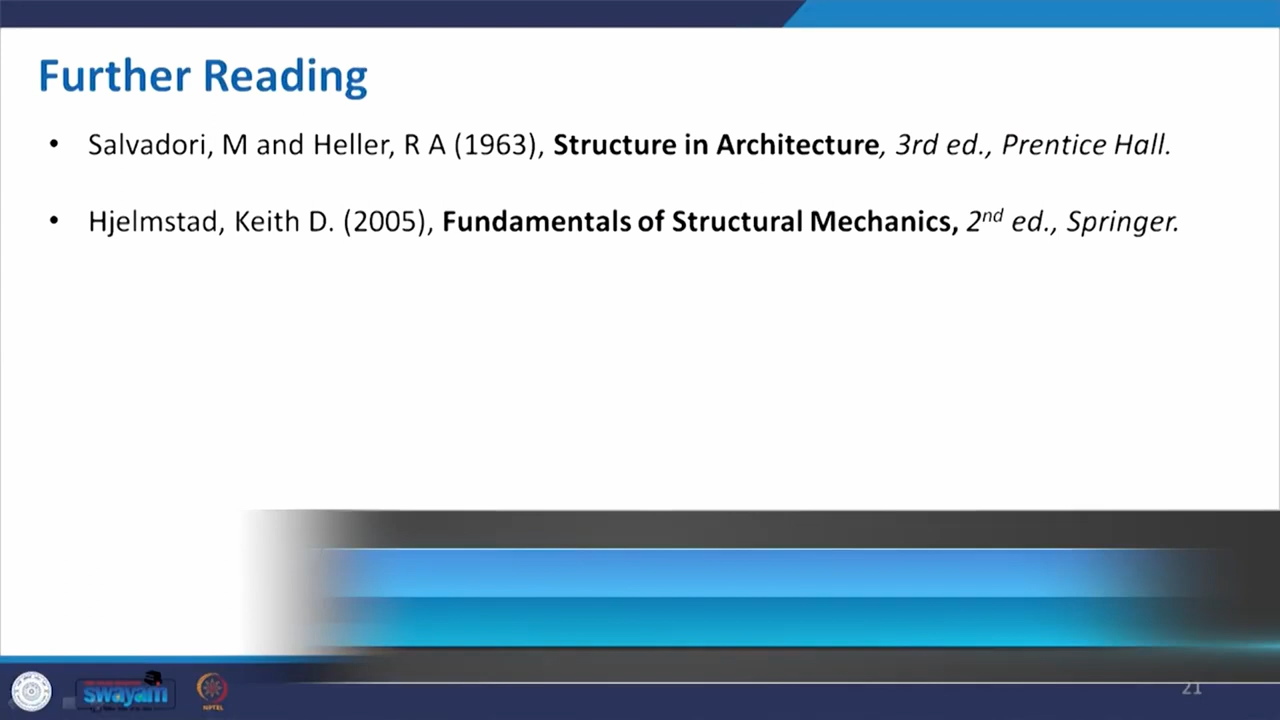 Further Reading
• Salvadori, M and Heller, R A (1963), Structure in Architecture, 3rd ed., Prentice Hall.
• Hjelmstad, Keith D. (2005), Fundamentals of Structural Mechanics, 2nd ed., Springer.
swayam
NPTEL
21